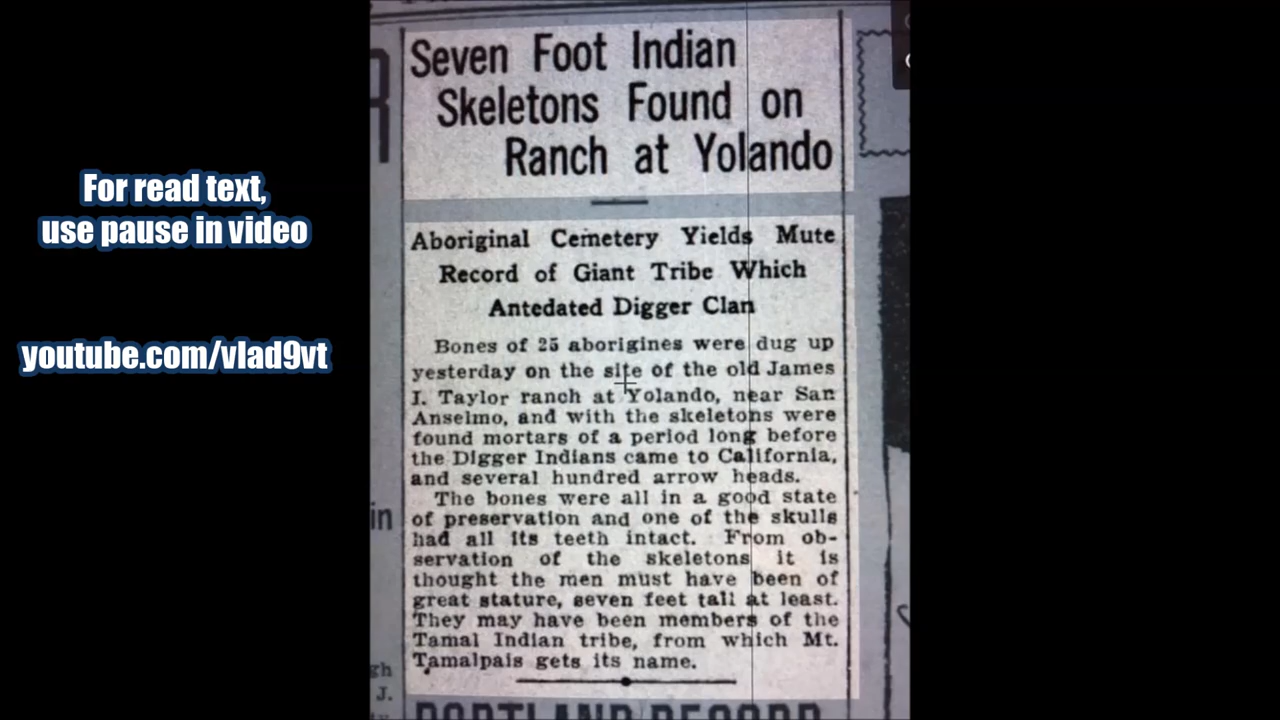 For read text,
use pause in video
youtube.com/vlad9vt
Seven Foot Indian
Skeletons Found on
Ranch at Yolando
Aboriginal Cemetery Yields Mute
Record of Giant Tribe Which
Antedated Digger Clan
Bones of 25 aborigines were dug up
yesterday on the site of the old James
I. Taylor ranch at Yolando, near San
Anselmo, and with the skeletons were
found mortars of a period long before
the Digger Indians came to California,
and several hundred arrow heads.
The bones were all in a good state
of preservation and one of the skulls
had all its teeth intact. From ob-
servation of the skeletons it is
thought the men must have been of
great stature, seven feet tall at least.
They may have been members of the
Tamal Indian tribe, from which Mt.
Tamalpais gets its name.
in
gh
J.
PORTLAND RECORD